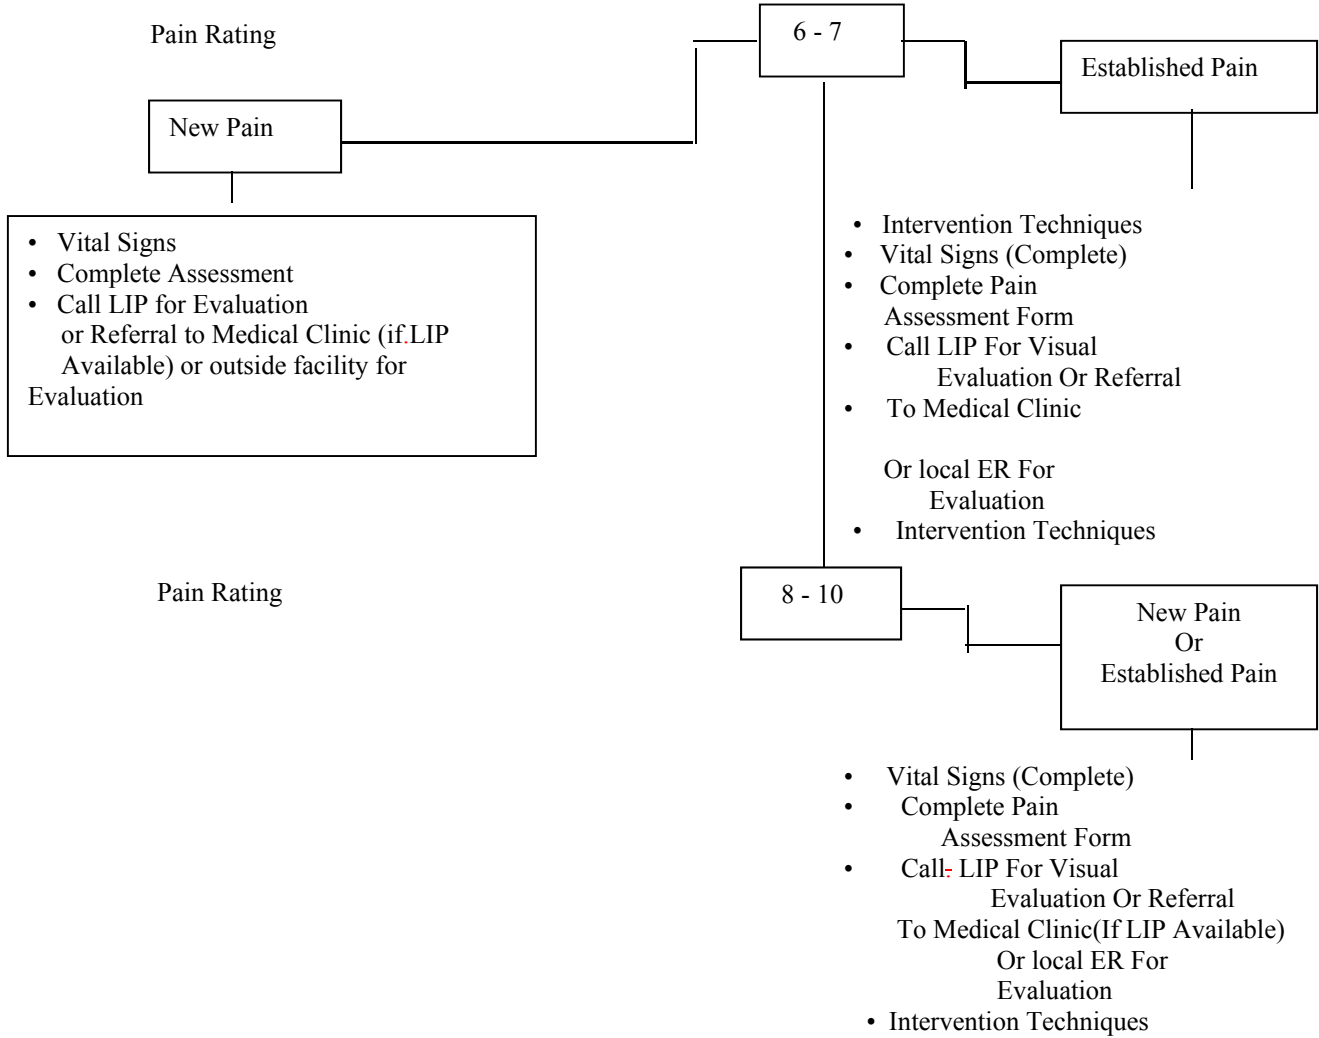 Pain Rating
6 - 7
Established Pain
New Pain
• Vital Signs
• Complete Assessment
• Call LIP for Evaluation
or Referral to Medical Clinic (if.LIP
Available) or outside facility for
Evaluation
• Intervention Techniques
• Vital Signs (Complete)
• Complete Pain
Assessment Form
• Call LIP For Visual
Evaluation Or Referral
• To Medical Clinic
Or local ER For
Evaluation
• Intervention Techniques
Pain Rating
8 - 10
New Pain
Or
Established Pain
• Vital Signs (Complete)
• Complete Pain
Assessment Form
• Call- LIP For Visual
Evaluation Or Referral
To Medical Clinic(If LIP Available)
Or local ER For
Evaluation
• Intervention Techniques